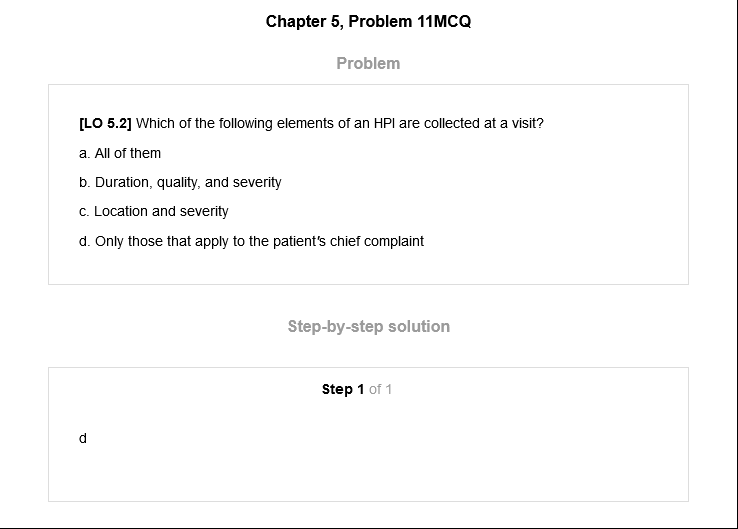 Chapter 5, Problem 11MCQ
Problem
[LO 5.2] Which of the following elements of an HPI are collected at a visit?
a. All of them
b. Duration, quality, and severity
c. Location and severity
d. Only those that apply to the patient's chief complaint
Step-by-step solution
Step 1 of 1
d